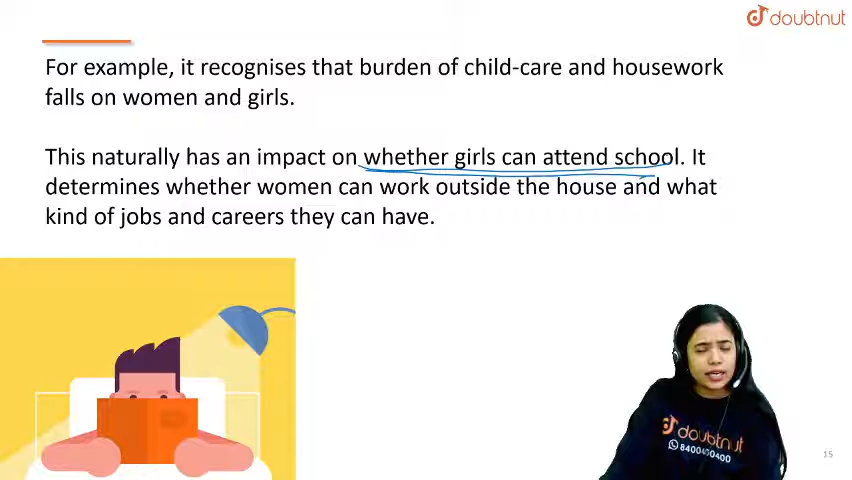 doubtnut
For example, it recognises that burden of child-care and housework
falls on women and girls.
This naturally has an impact on whether girls can attend school. It
determines whether women can work outside the house and what
kind of jobs and careers they can have.
doubtnut
8400400400
15